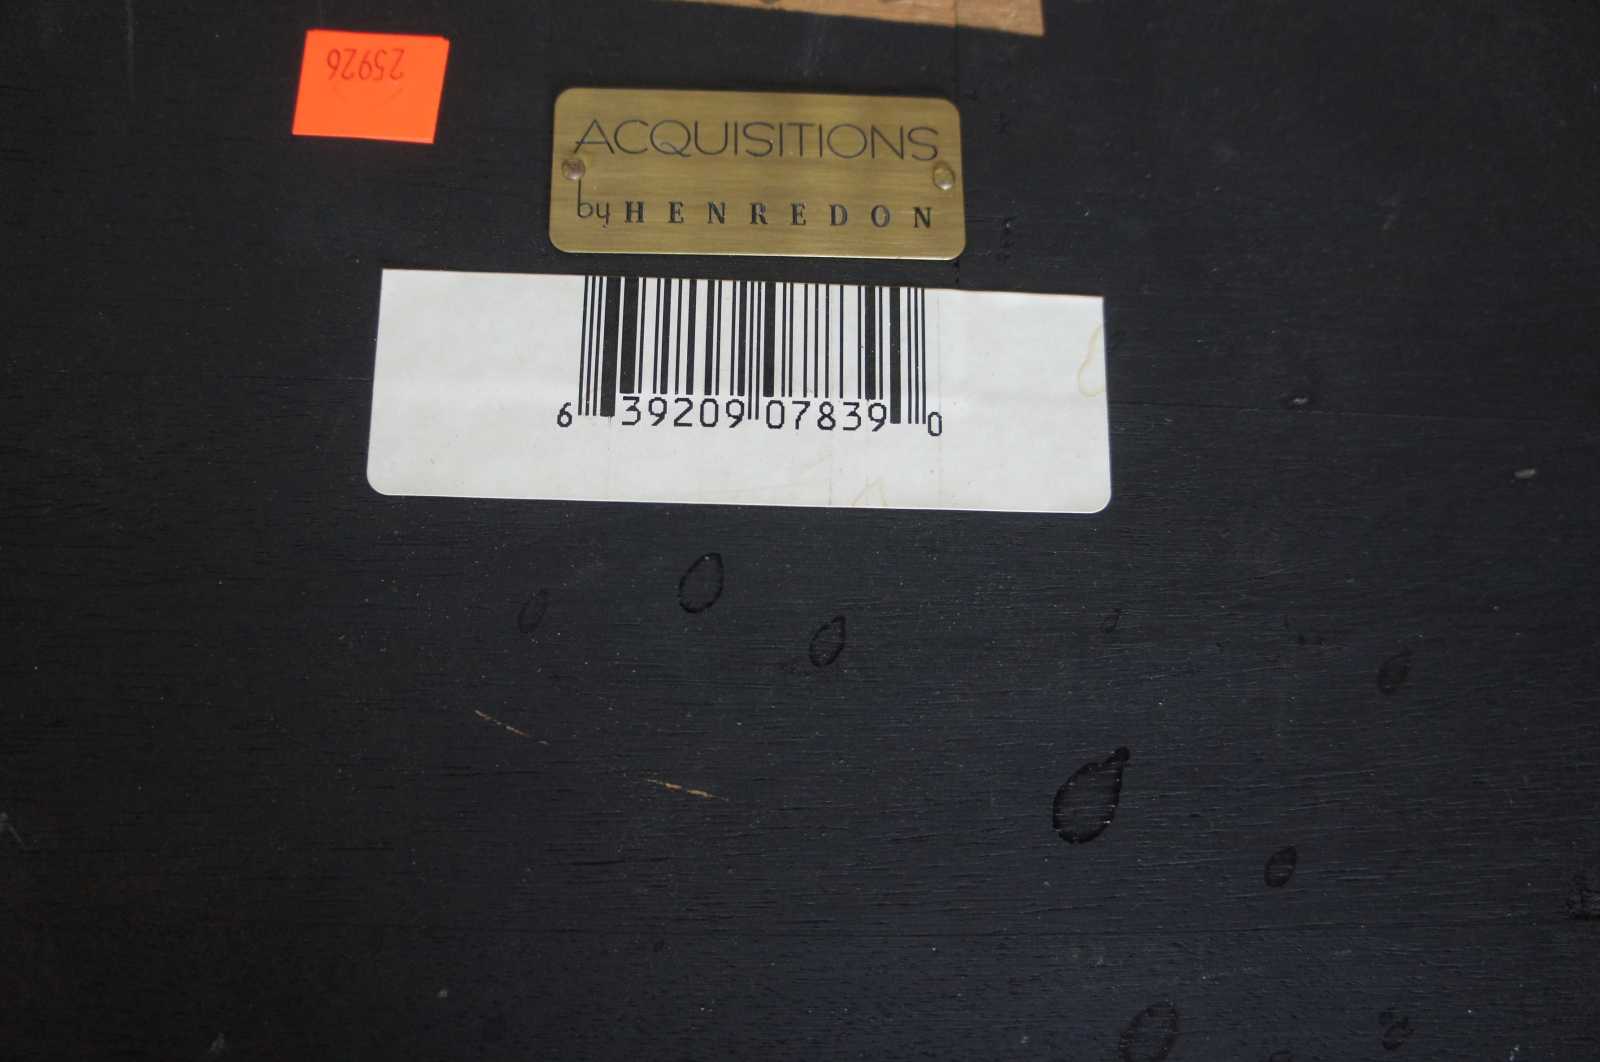 25926
ACQUISITIONS
by HENREDON
6 39209 07839 0